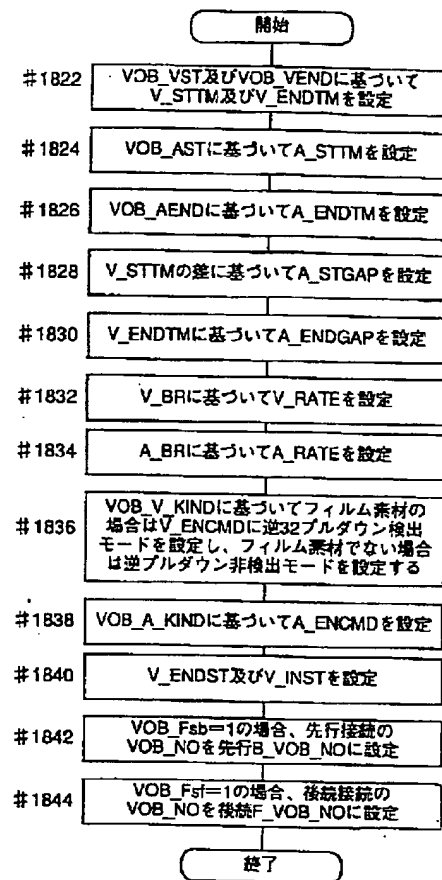 開始
#1822
VOB_VST及びVOB_VENDに基づいて
V_STTM及びV_ENDTMを設定
#1824
VOB_ASTに基づいてA_STTMを設定
#1826
VOB_AENDに基づいてA_ENDTMを設定
#1828
V_STTMの差に基づいてA_STGAPを設定
#1830
V_ENDTMに基づいてA_ENDGAPを設定
#1832
V_BRに基づいてV_RATEを設定
#1834
A_BRに基づいてA_RATEを設定
#1836
VOB_V_KINDに基づいてフィルム素材の
場合はV_ENCMDに逆32プルダウン検出
モードを設定し、フィルム素材でない場合
は逆プルダウン非検出モードを設定する
#1838
VOB_A_KINDに基づいてA_ENCMDを設定
#1840
V_ENDST及びV_INSTを設定
#1842
VOB_Fsb=1の場合、先行接続の
VOB_NOを先行B_VOB_NOに設定
#1844
VOB_Fsf=1の場合、後続接続の
VOB_NOを後続F_VOB_NOに設定
終了